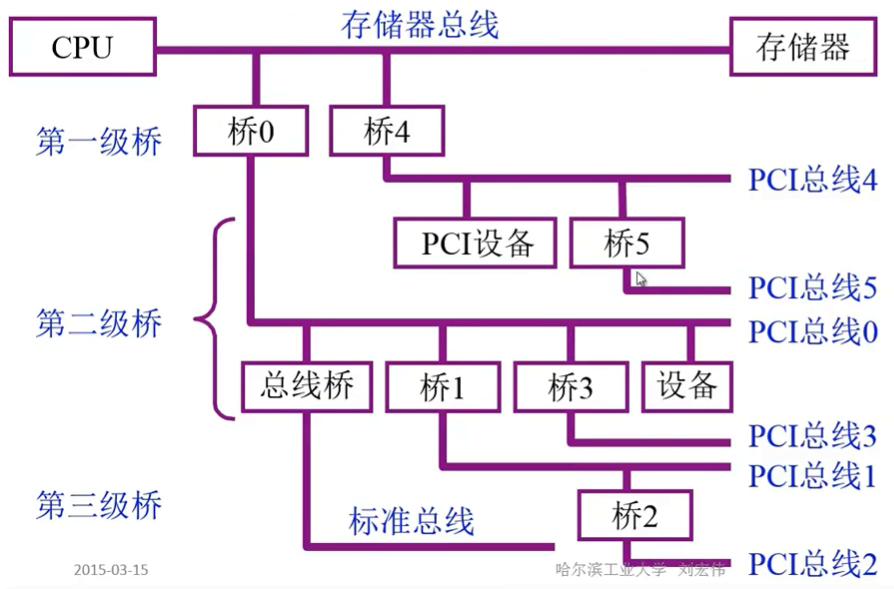 存储器总线
CPU
存储器
第一级桥
桥0
桥4
PCI总线4
PCI设备
桥5
PCI总线5
第二级桥
PCI总线0
总线桥
桥1
桥3
设备
PCI总线3
PCI总线1
第三级桥
标准总线
桥2
PCI总线2
2015-03-15
哈尔滨工业大学 刘宏伟